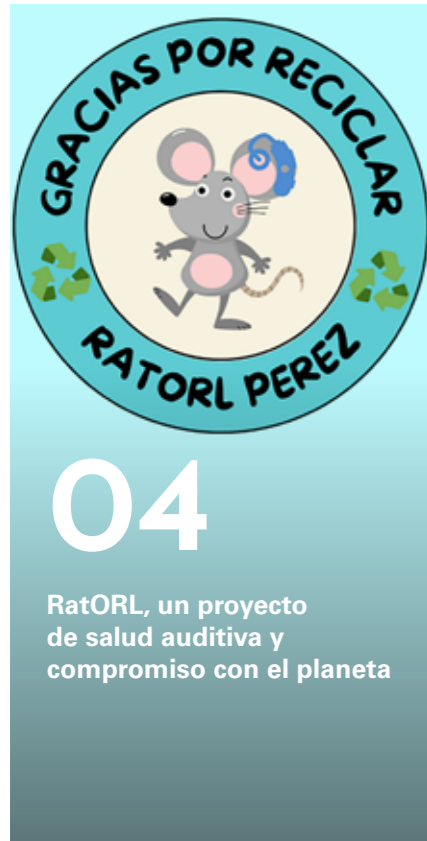 GRACIAS POR RECICLAR
RATORL PEREZ
04
RatORL, un proyecto
de salud auditiva y
compromiso con el planeta